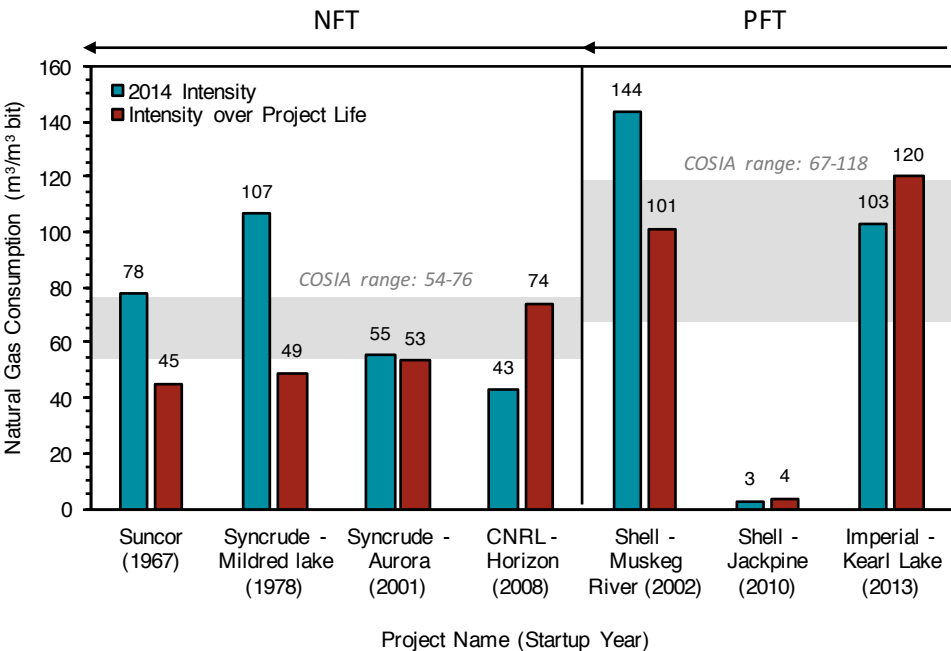 NFT
PFT
Natural Gas Consumption (m³/m³ bit)
160
140
120
100
80
60
40
20
0
2014 Intensity
Intensity over Project Life
COSIA range: 54-76
COSIA range: 67-118
78
45
107
49
55
53
43
74
144
101
3
4
103
120
Suncor
(1967)
Syncrude -
Mildred lake
(1978)
Syncrude -
Aurora
(2001)
CNRL -
Horizon
(2008)
Shell -
Muskeg
River (2002)
Shell -
Jackpine
(2010)
Imperial -
Kearl Lake
(2013)
Project Name (Startup Year)